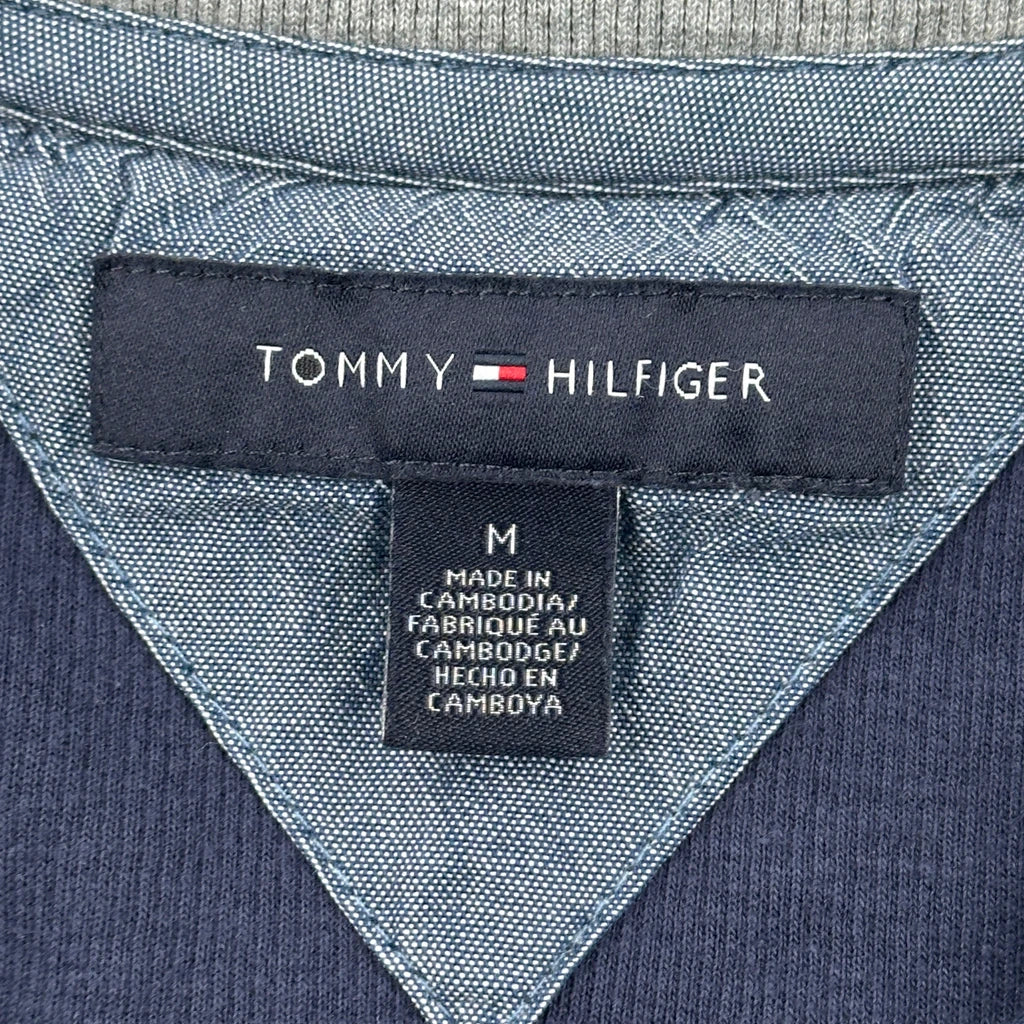 TOMMY HILFIGER
M
MADE IN
CAMBODIA/
FABRIQUÉ AU
CAMBODGE/
HECHO EN
CAMBOYA